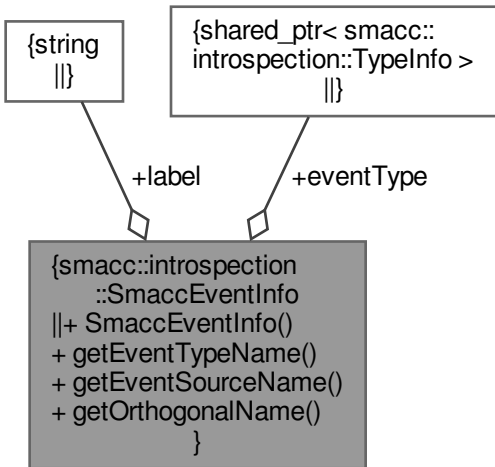 {string
||}
{shared_ptr< smacc::
introspection::TypeInfo >
||}
+label
+eventType
{smacc::introspection
::SmaccEventInfo
||+ SmaccEventInfo()
+ getEventTypeName()
+ getEventSourceName()
+ getOrthogonalName()
}